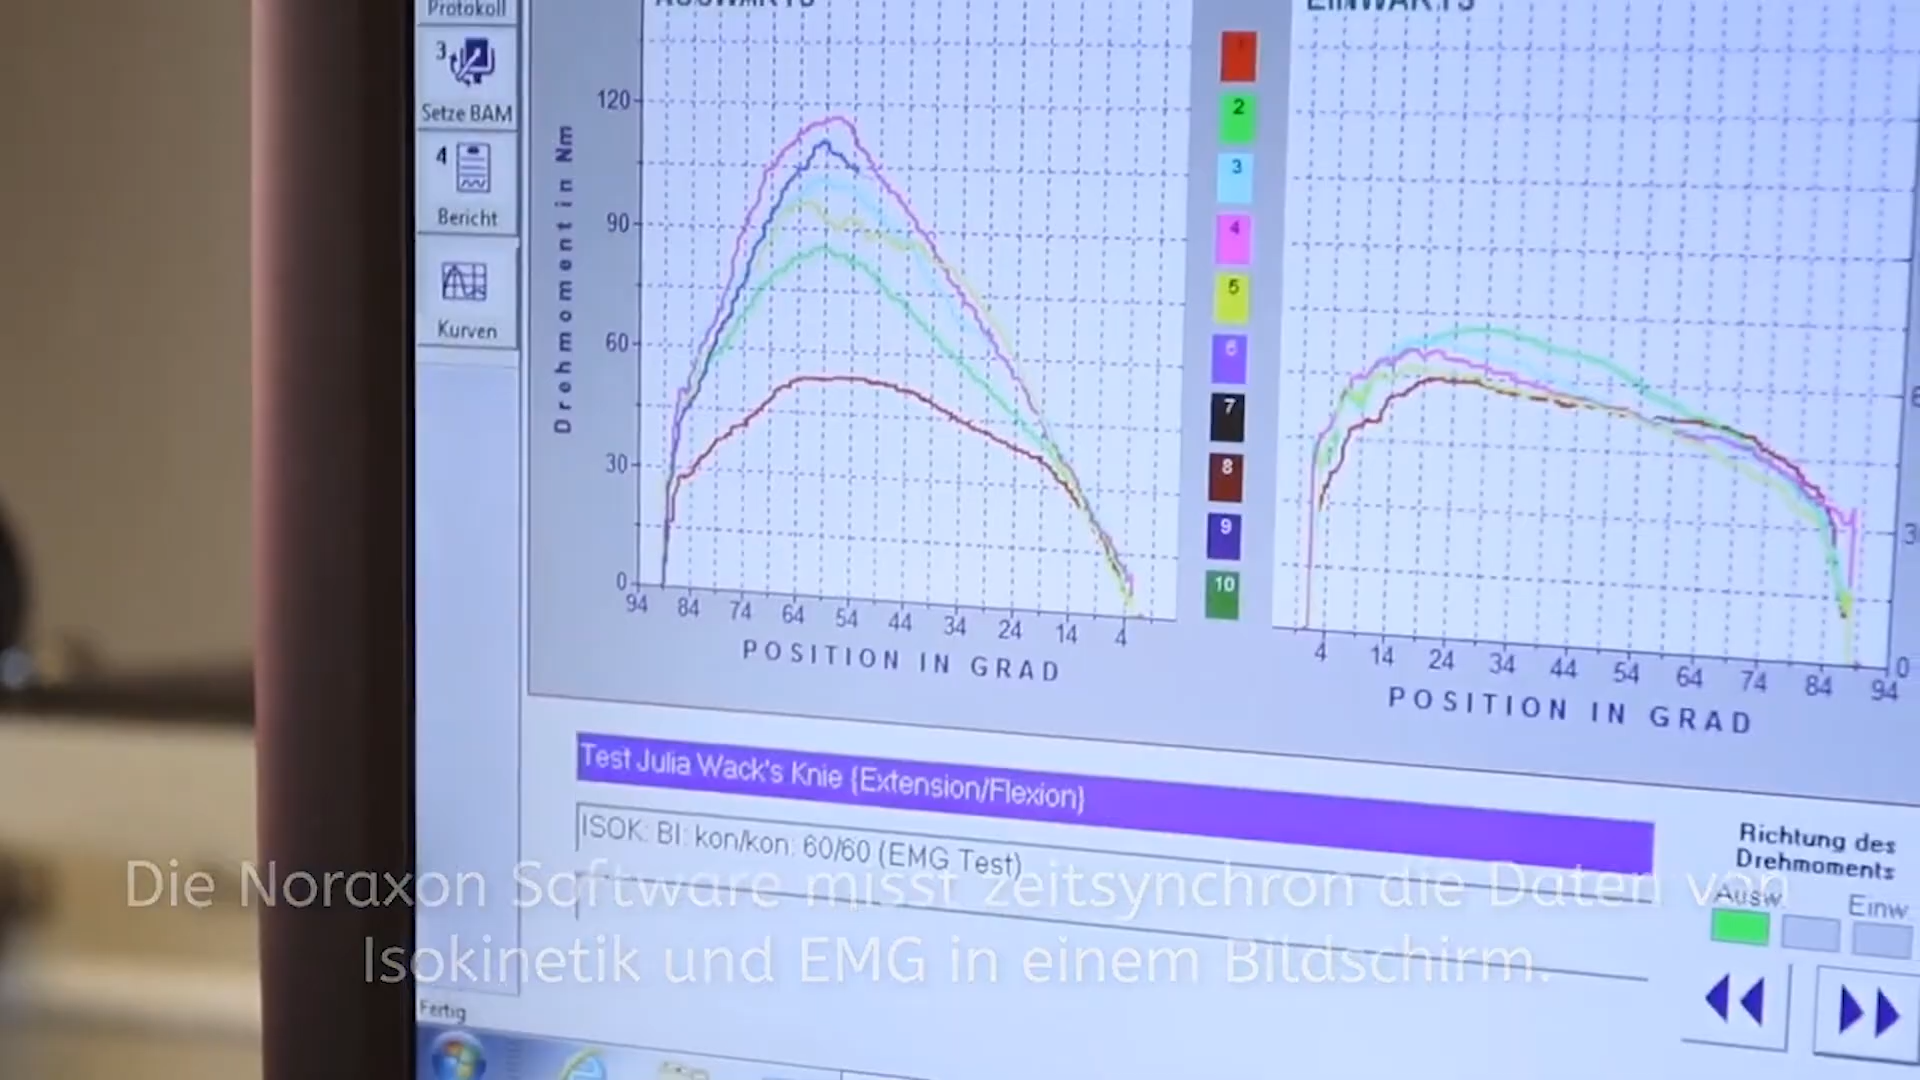 Protokoll
AUSWÄRTS
EINWÄRTS
3
Setze BAM
4
Bericht
Kurven
Drehmoment in Nm
120
90
60
30
0
94 84 74 64 54 44 34 24 14 4
POSITION IN GRAD
1
2
3
4
5
6
7
8
9
10
0
4 14 24 34 44 54 64 74 84 94
POSITION IN GRAD
Test Julia Wack's Knie (Extension/Flexion)
ISOK: BI: kon/kon: 60/60 (EMG Test)
Richtung des
Drehmoments
Ausw. Einw
Die Noraxon Software misst zeitsynchron die Daten von
Isokinetik und EMG in einem Bildschirm.
Fertig